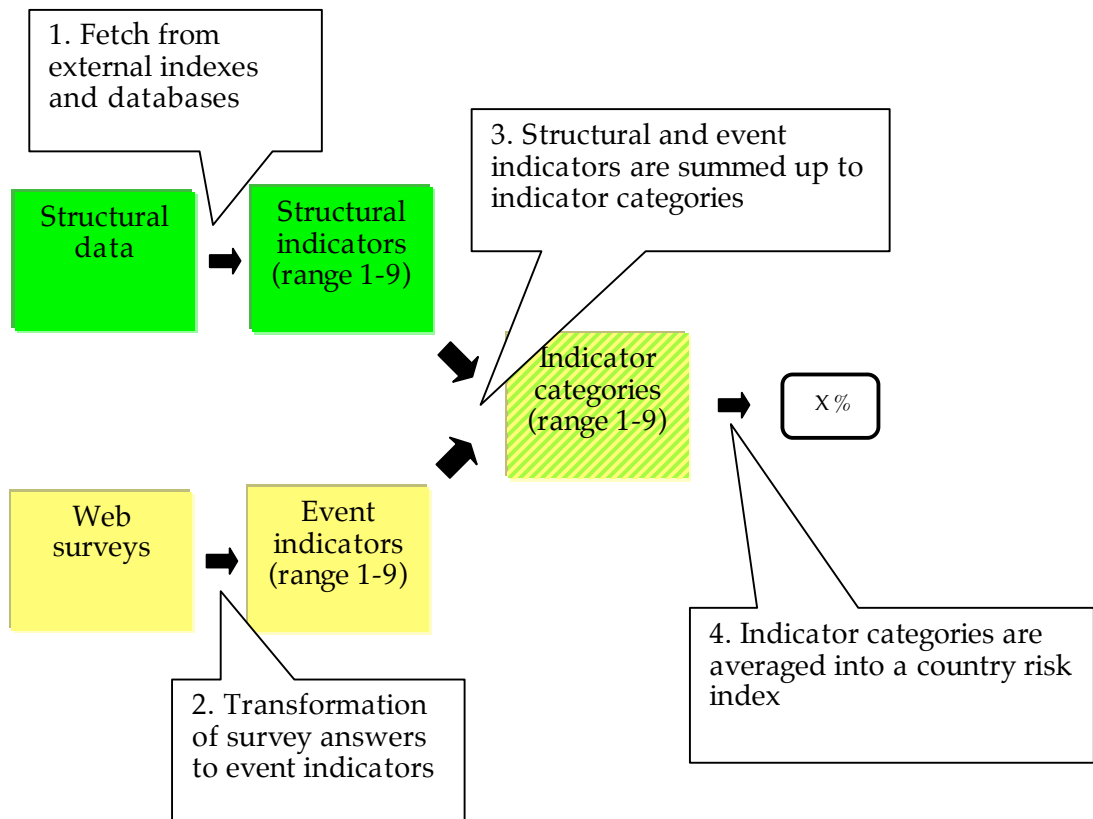 1. Fetch from
external indexes
and databases
3. Structural and event
indicators are summed up to
indicator categories
Structural
data
Structural
indicators
(range 1-9)
Indicator
categories
(range 1-9)
X %
Web
surveys
Event
indicators
(range 1-9)
2. Transformation
of survey answers
to event indicators
4. Indicator categories are
averaged into a country risk
index